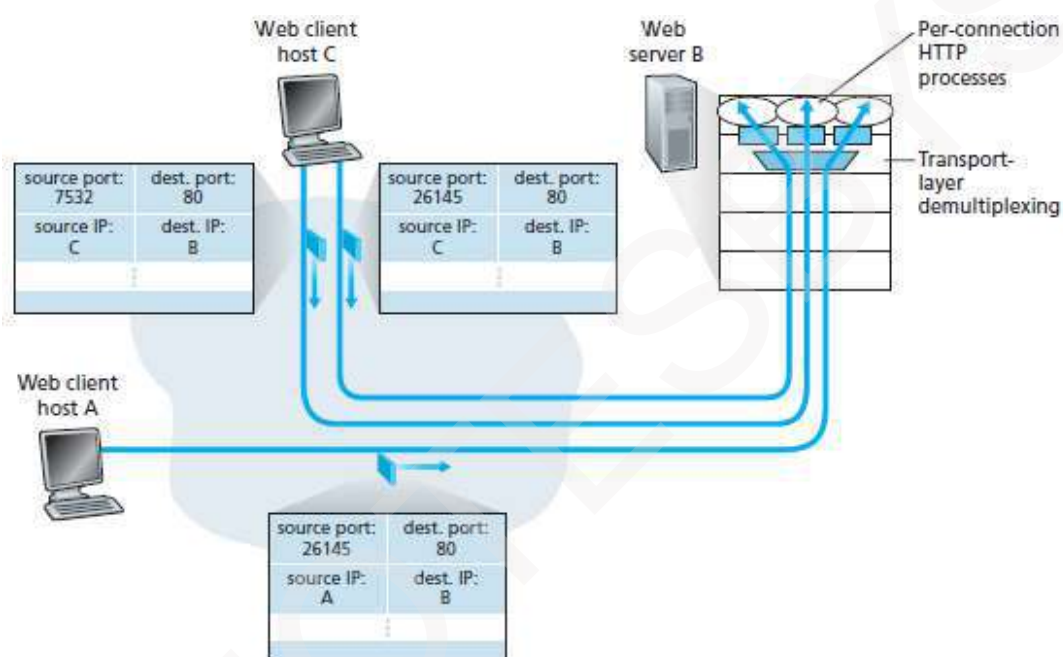 Web client
host C
Web
server B
Per-connection
HTTP
processes
Transport-
layer
demultiplexing
source port:
7532
dest. port:
80
source IP:
C
dest. IP:
B
source port:
26145
dest. port:
80
source IP:
C
dest. IP:
B
Web client
host A
source port:
26145
dest. port:
80
source IP:
A
dest. IP:
B